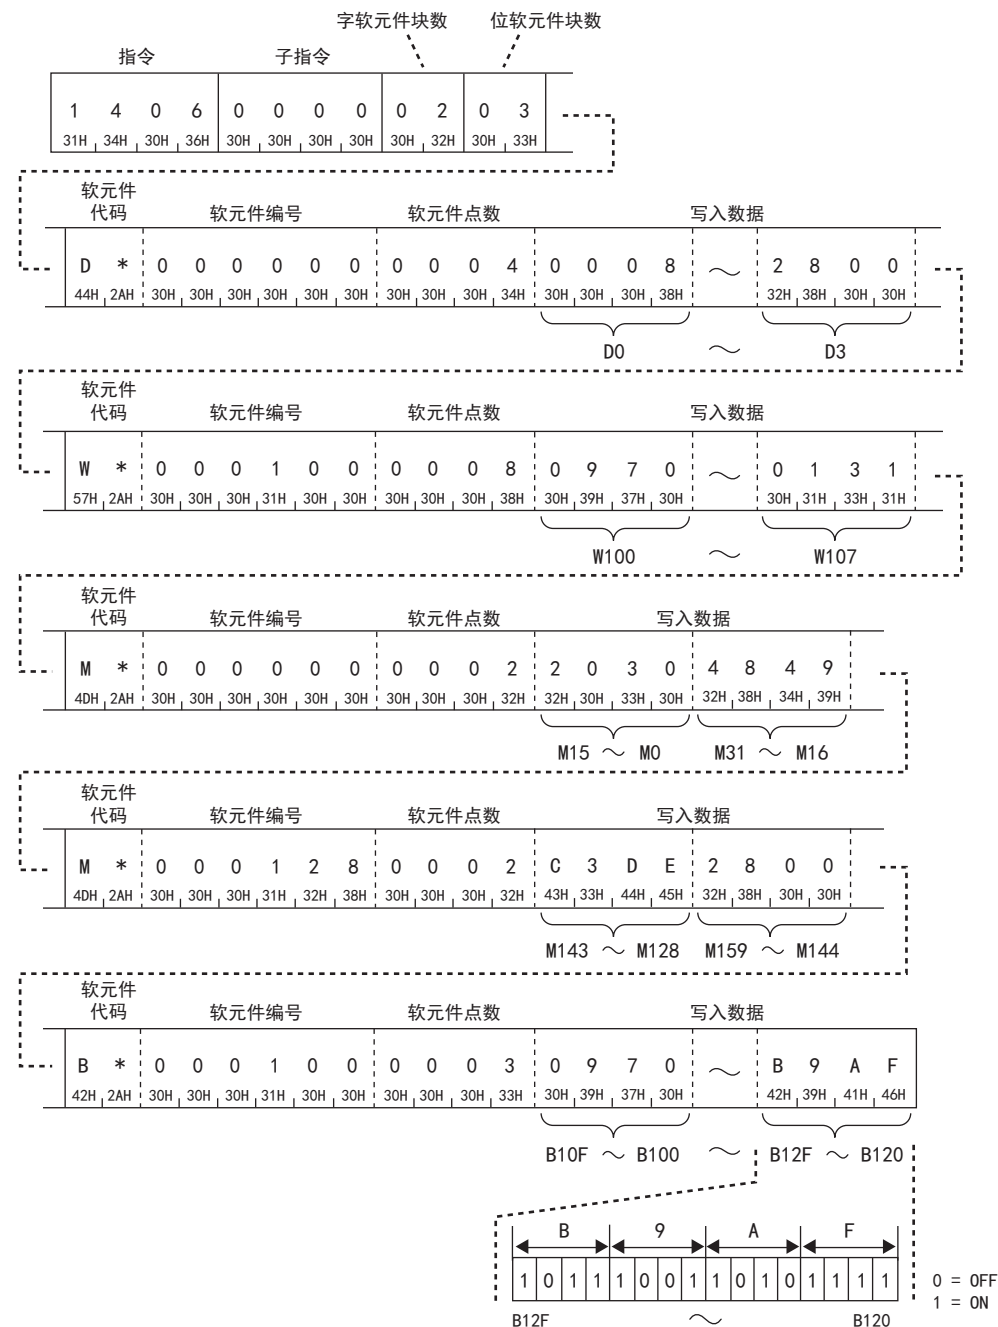 字软元件块数 位软元件块数
指令 子指令
1 4 0 6 0 0 0 0 0 2 0 3
31H 34H 30H 36H 30H 30H 30H 30H 30H 32H 30H 33H
软元件
代码 软元件编号 软元件点数 写入数据
D * 0 0 0 0 0 0 0 0 0 4 0 0 0 8 ～ 2 8 0 0
44H 2AH 30H 30H 30H 30H 30H 30H 30H 30H 30H 34H 30H 30H 30H 38H 32H 38H 30H 30H
D0 ～ D3
软元件
代码 软元件编号 软元件点数 写入数据
W * 0 0 0 1 0 0 0 0 0 8 0 9 7 0 ～ 0 1 3 1
57H 2AH 30H 30H 30H 31H 30H 30H 30H 30H 30H 38H 30H 39H 37H 30H 30H 31H 33H 31H
W100 ～ W107
软元件
代码 软元件编号 软元件点数 写入数据
M * 0 0 0 0 0 0 0 0 0 2 2 0 3 0 4 8 4 9
4DH 2AH 30H 30H 30H 30H 30H 30H 30H 30H 30H 32H 32H 30H 33H 30H 32H 38H 34H 39H
M15 ～ M0 M31 ～ M16
软元件
代码 软元件编号 软元件点数 写入数据
M * 0 0 0 1 2 8 0 0 0 2 C 3 D E 2 8 0 0
4DH 2AH 30H 30H 30H 31H 32H 38H 30H 30H 30H 32H 43H 33H 44H 45H 32H 38H 30H 30H
M143 ～ M128 M159 ～ M144
软元件
代码 软元件编号 软元件点数 写入数据
B * 0 0 0 1 0 0 0 0 0 3 0 9 7 0 ～ B 9 A F
42H 2AH 30H 30H 30H 31H 30H 30H 30H 30H 30H 33H 30H 39H 37H 30H 42H 39H 41H 46H
B10F ～ B100 ～ B12F ～ B120
B 9 A F
1 0 1 1 1 0 0 1 1 0 1 0 1 1 1 1 0 = OFF
1 = ON
B12F ～ B120